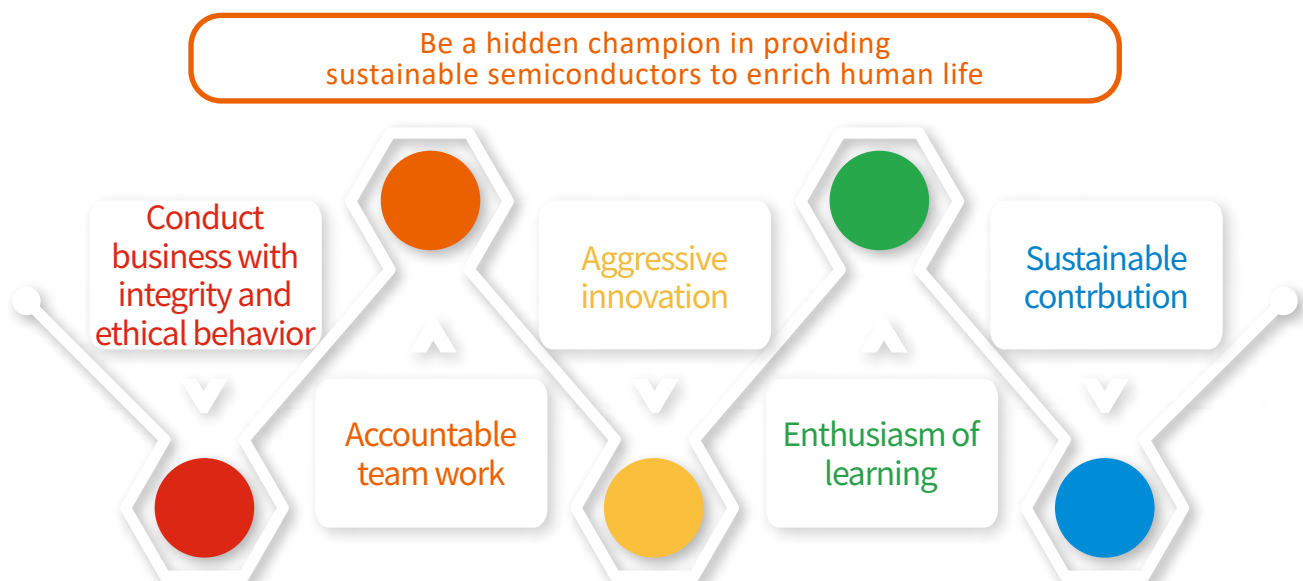 Be a hidden champion in providing
sustainable semiconductors to enrich human life
Conduct
business with
integrity and
ethical behavior
Accountable
team work
Aggressive
innovation
Enthusiasm of
learning
Sustainable
contrbution